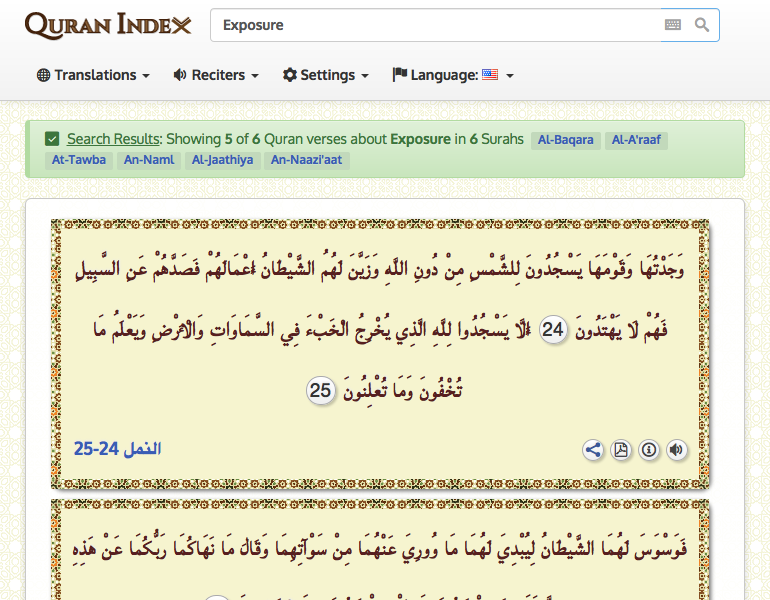 QURAN INDEX
Exposure
Translations Reciters Settings Language:
Search Results: Showing 5 of 6 Quran verses about Exposure in 6 Surahs Al-Baqara Al-A'raaf
At-Tawba An-Naml Al-Jaathiya An-Naazi'aat
وَجَدْتُهَا وَقَوْمَهَا يَسْجُدُونَ لِلشَّمْسِ مِنْ دُونِ اللَّهِ وَزَيَّنَ لَهُمُ الشَّيْطَانُ أَعْمَالَهُمْ فَصَدَّهُمْ عَنِ السَّبِيلِ
فَهُمْ لَا يَهْتَدُونَ 24 أَلَّا يَسْجُدُوا لِلَّهِ الَّذِي يُخْرِجُ الْخَبْءَ فِي السَّمَاوَاتِ وَالْأَرْضِ وَيَعْلَمُ مَا
تُخْفُونَ وَمَا تُعْلِنُونَ 25
النمل 24-25
فَوَسْوَسَ لَهُمَا الشَّيْطَانُ لِيُبْدِيَ لَهُمَا مَا وُورِيَ عَنْهُمَا مِنْ سَوْآتِهِمَا وَقَالَ مَا نَهَاكُمَا رَبُّكُمَا عَنْ هَذِهِ